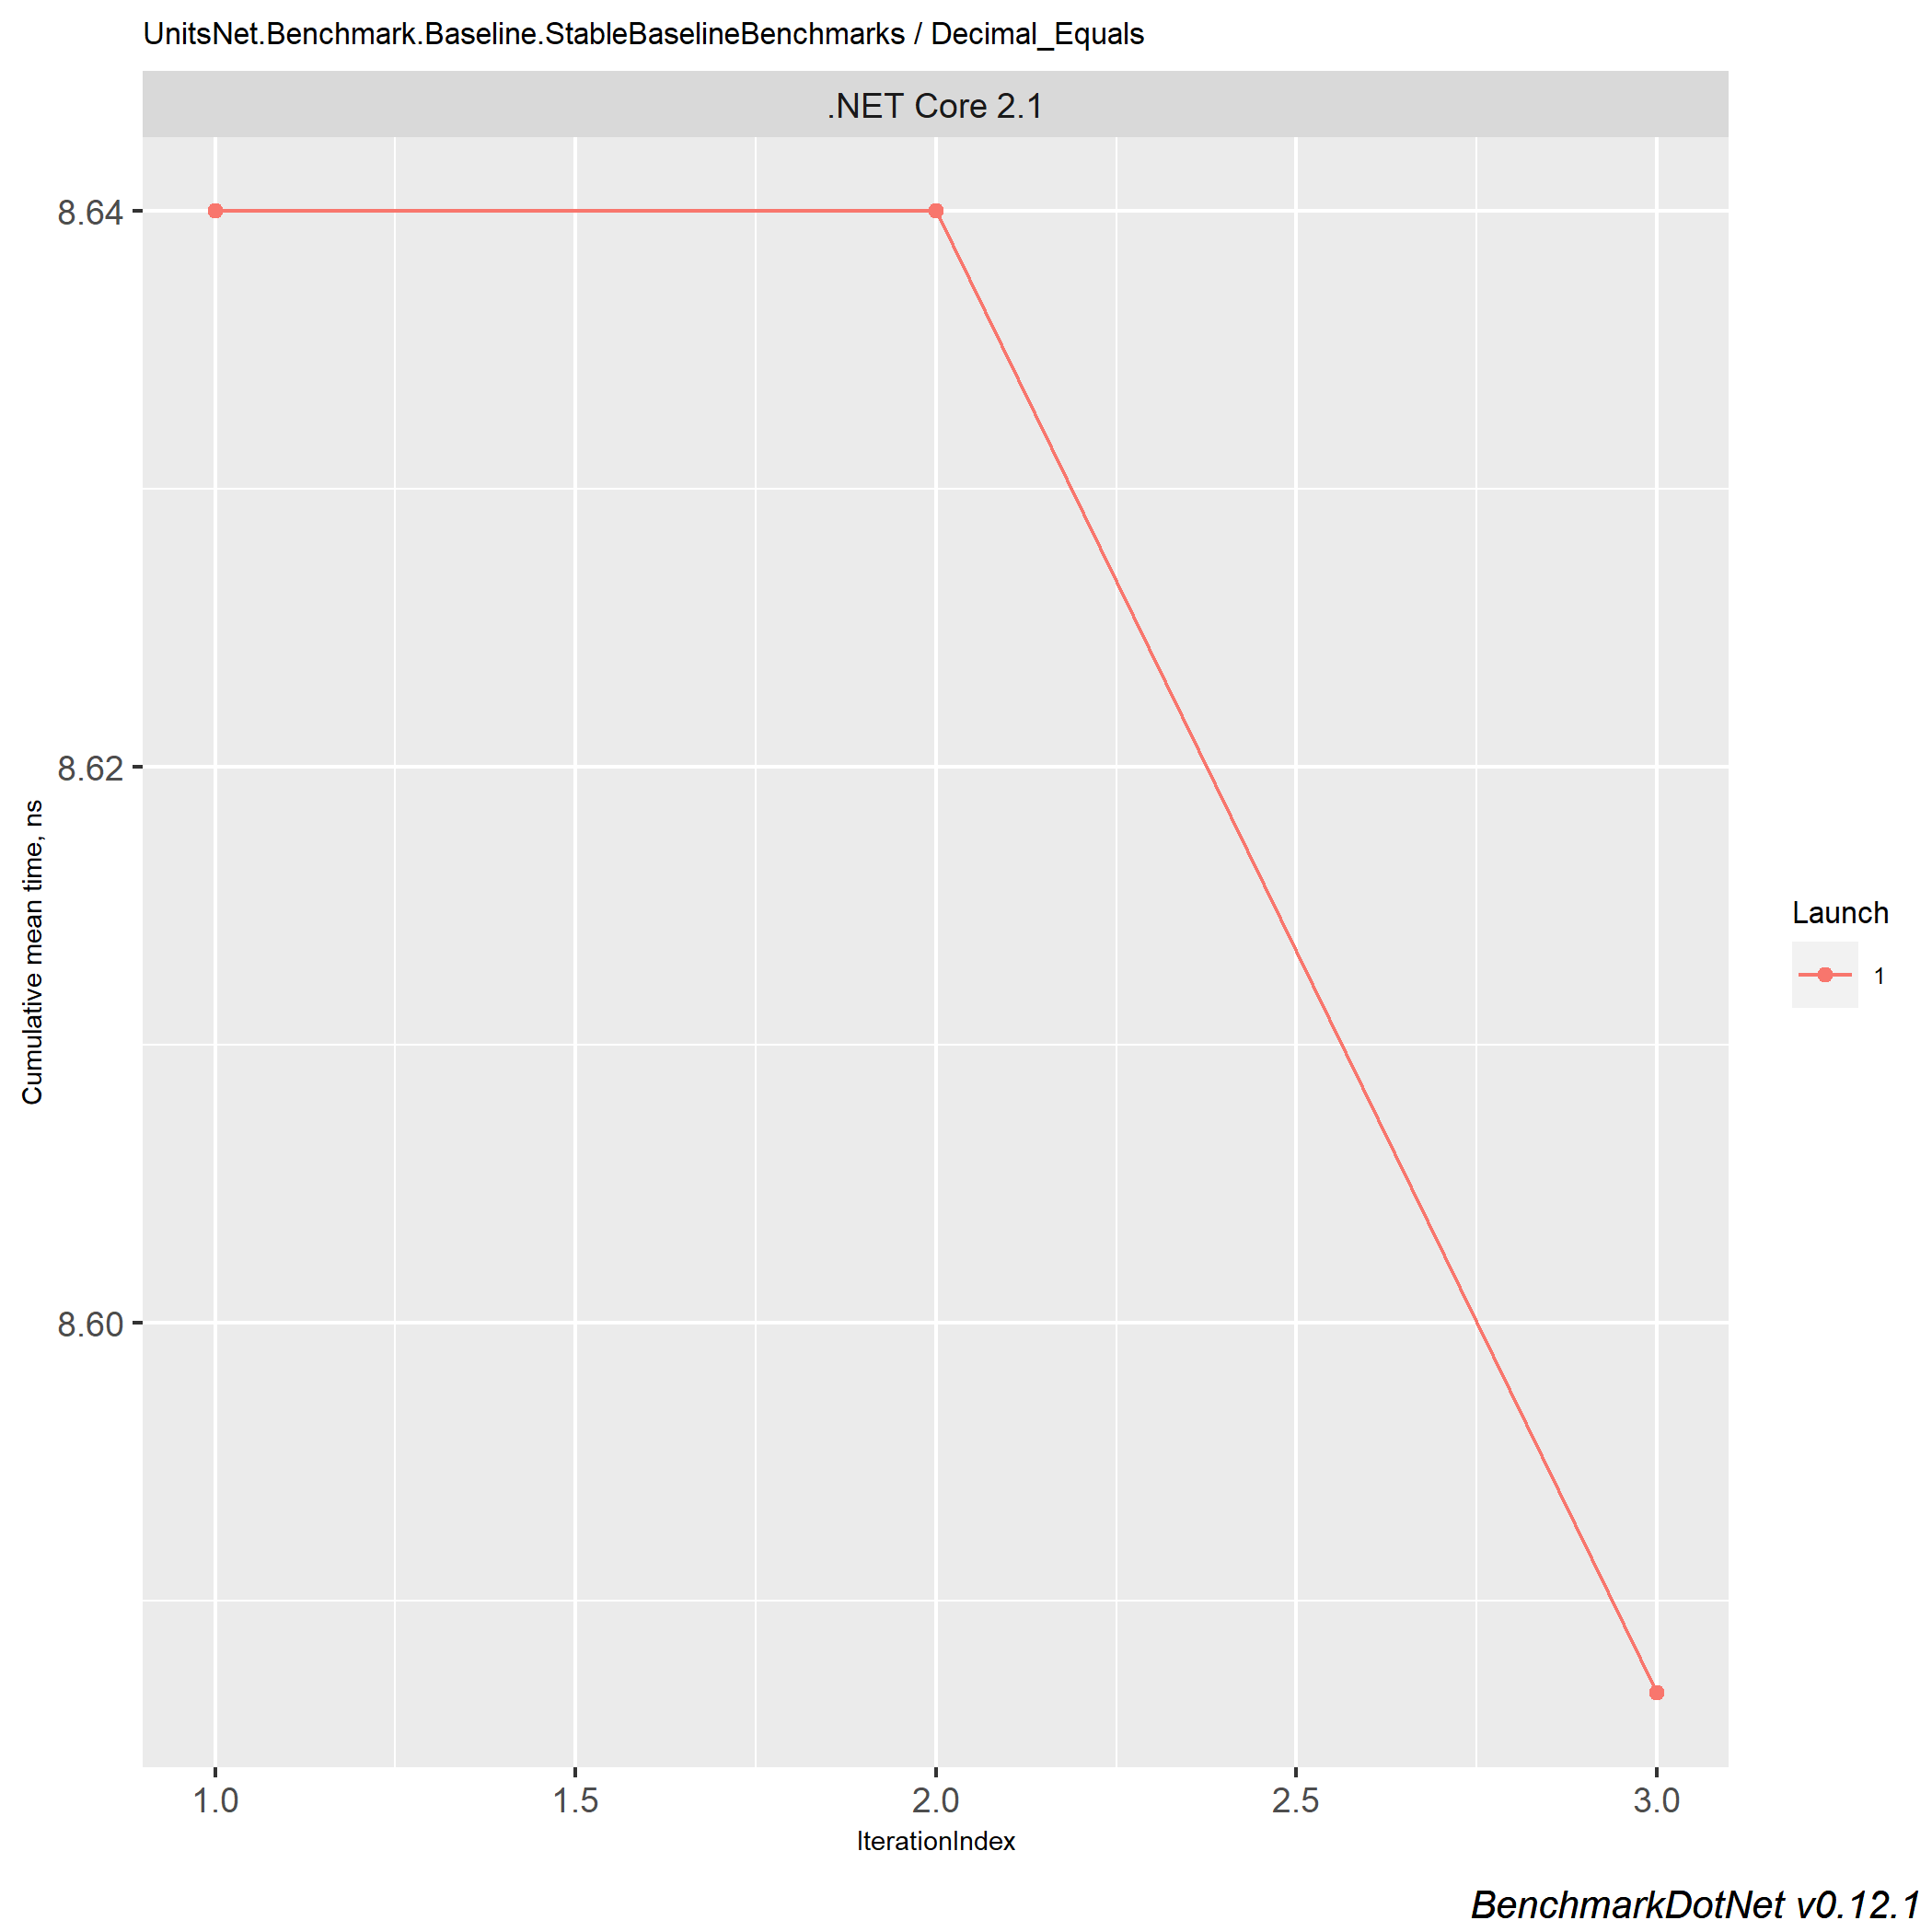 UnitsNet.Benchmark.Baseline.StableBaselineBenchmarks / Decimal_Equals
.NET Core 2.1
8.64
8.62
8.60
Cumulative mean time, ns
1.0 1.5 2.0 2.5 3.0
IterationIndex
Launch
1
BenchmarkDotNet v0.12.1